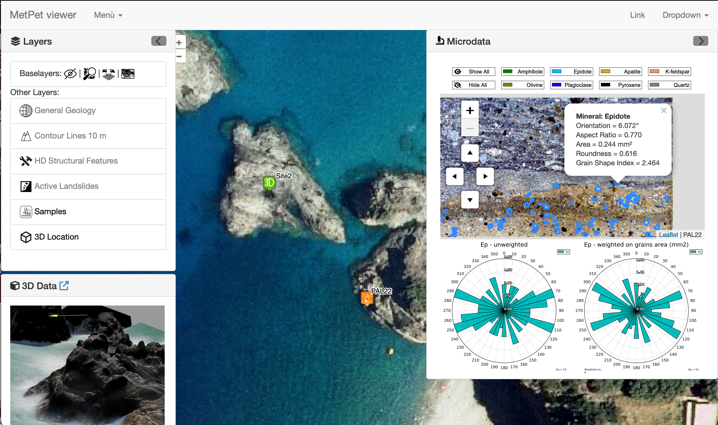 MetPet viewer Menù Link Dropdown
Layers
Baselayers: | | |
Other Layers:
General Geology
Contour Lines 10 m
HD Structural Features
Active Landslides
Samples
3D Location
3D Data
+
−
3D Site2
PAL22
Microdata
Show All Amphibole Epidote Apatite K-feldspar
Hide All Olivine Plagioclase Pyroxene Quartz
+
−
Mineral: Epidote
Orientation = 6.072°
Aspect Ratio = 0.770
Area = 0.244 mm²
Roundness = 0.616
Grain Shape Index = 2.464
×
Leaflet | PAL22
Ep - unweighted
350 0 10 20 30 40 50 60 70 80 90 100 110 120 130 140 150 160 170 180 190 200 210 220 230 240 250 260 270 280 290 300 310 320 330 340
Ep - weighted on grains area (mm2)
350 0 10 20 30 40 50 60 70 80 90 100 110 120 130 140 150 160 170 180 190 200 210 220 230 240 250 260 270 280 290 300 310 320 330 340